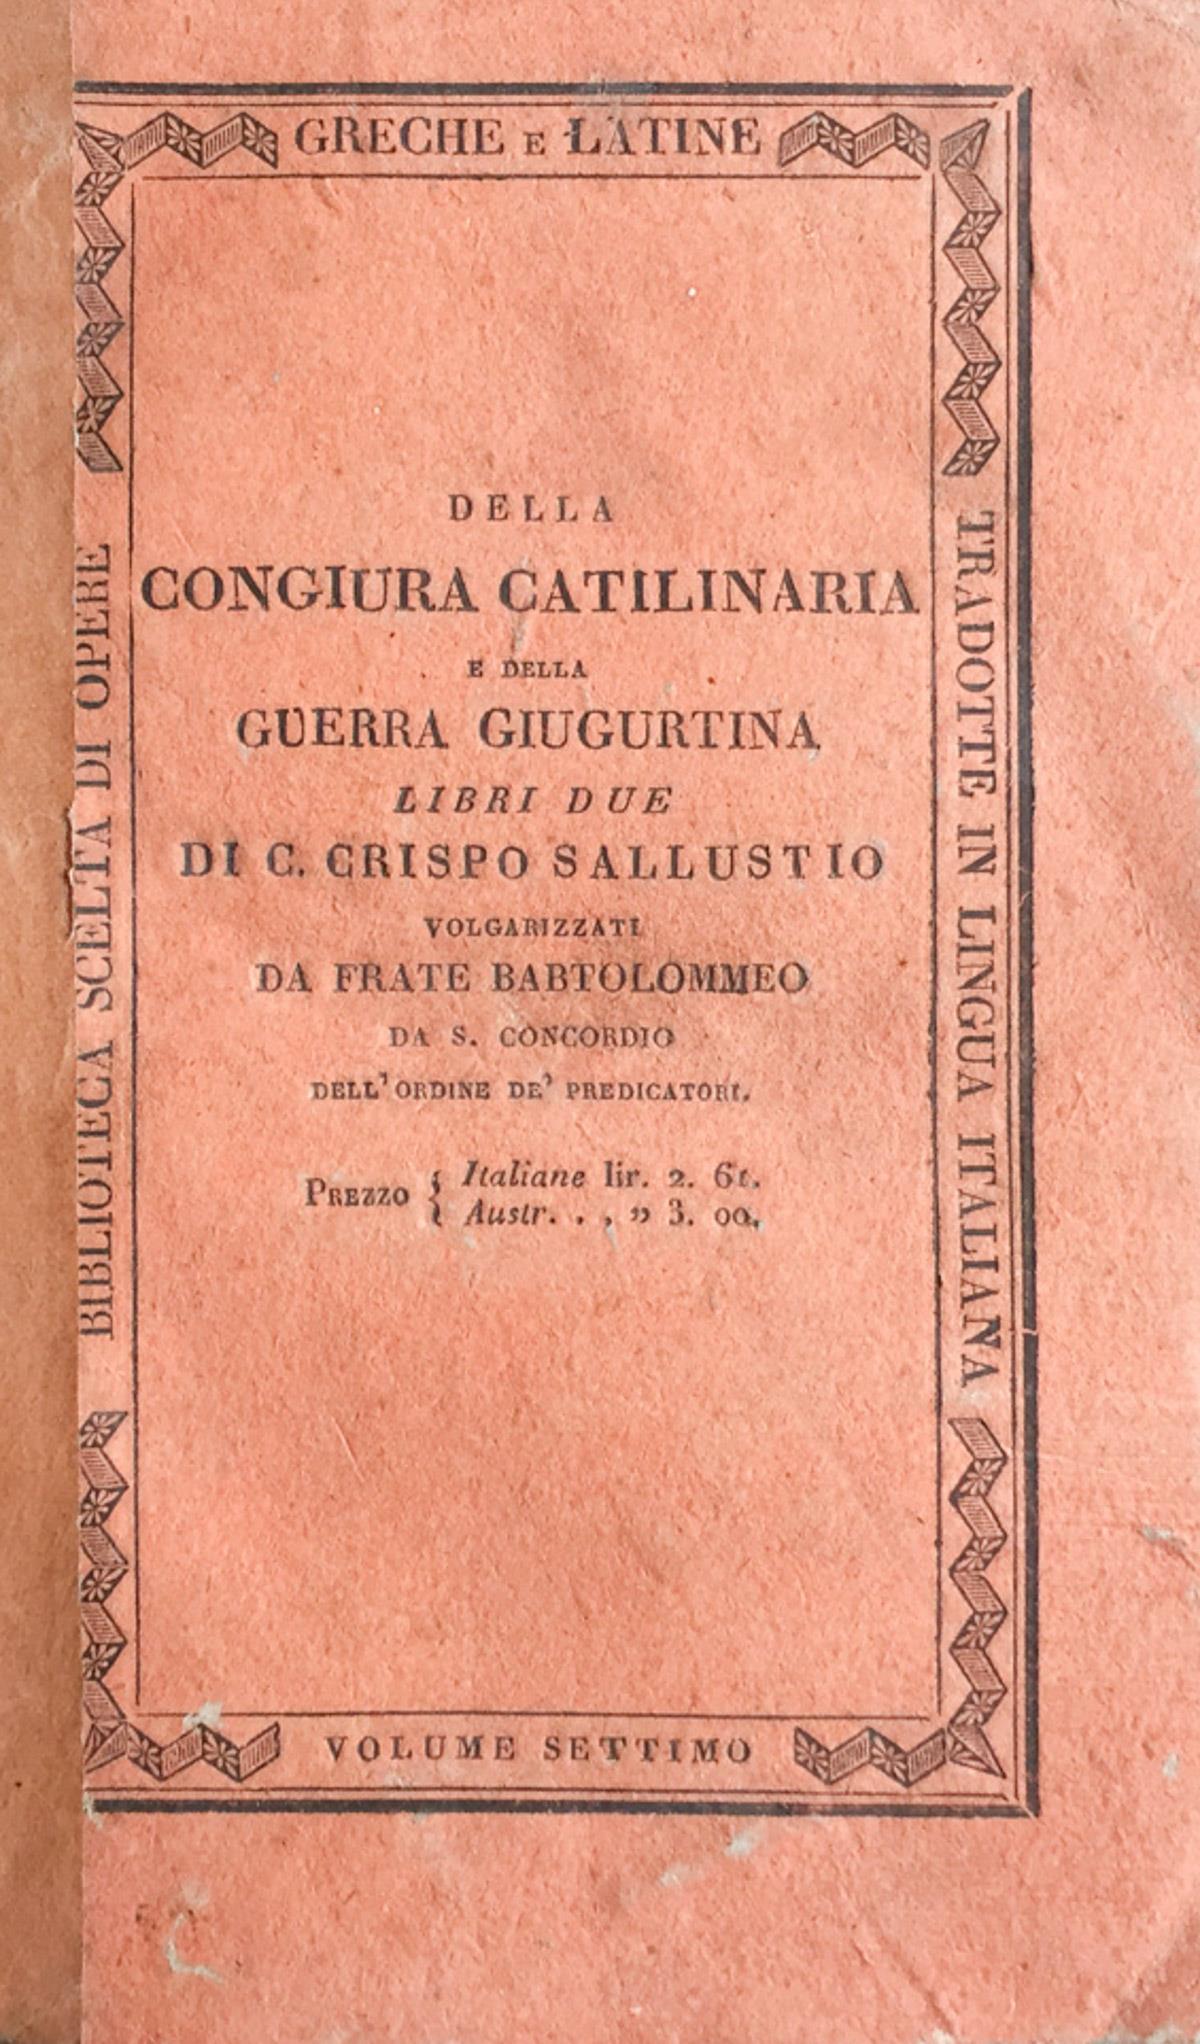 BIBLIOTECA SCELTA DI OPERE
GRECHE E LATINE
TRADOTTE IN LINGUA ITALIANA
DELLA
CONGIURA CATILINARIA
E DELLA
GUERRA GIUGURTINA
LIBRI DUE
DI C. CRISPO SALLUSTIO
VOLGARIZZATI
DA FRATE BARTOLOMMEO
DA S. CONCORDIO
DELL' ORDINE DE' PREDICATORI.
PREZZO { Italiane lir. 2. 61.
Austr. . , „ 3. 00.
VOLUME SETTIMO